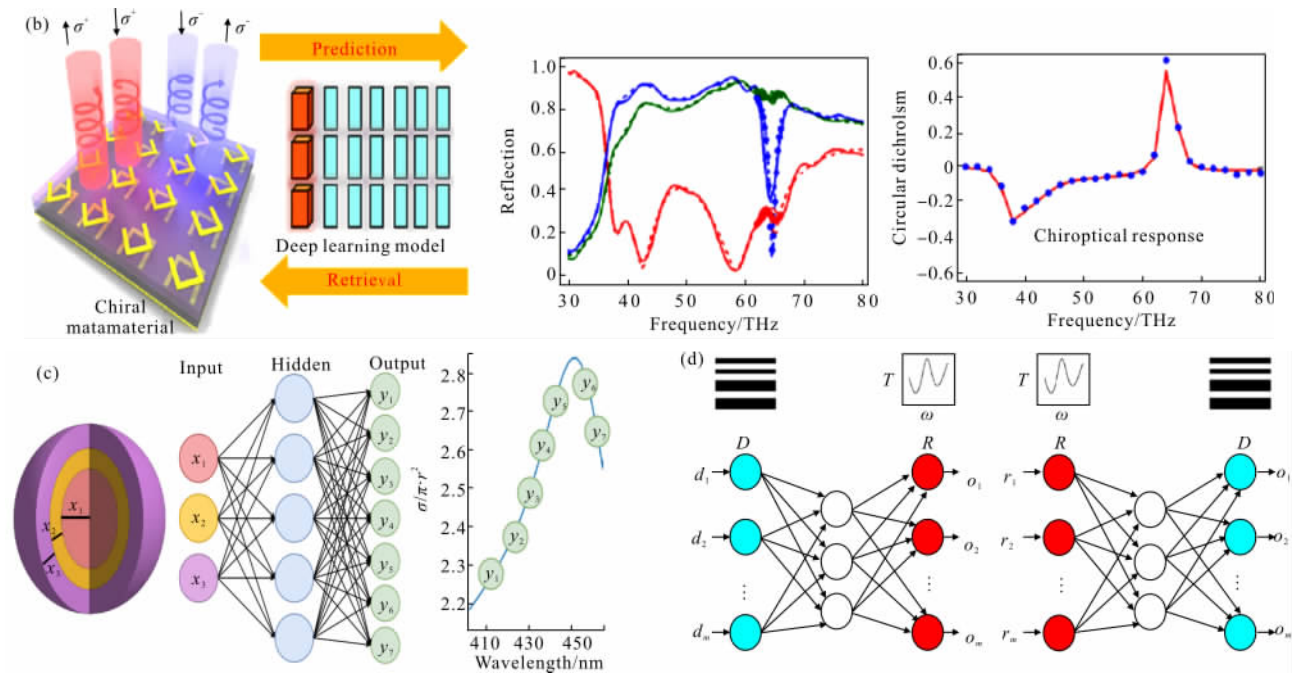 (b)
σ⁺
σ⁺
σ⁻
σ⁻
Prediction
Deep learning model
Retrieval
Chiral
matamaterial
Reflection
1.0
0.8
0.6
0.4
0.2
0
30 40 50 60 70 80
Frequency/THz
Circular dichrolsm
0.6
0.4
0.2
0
−0.2
−0.4
−0.6
Chiroptical response
30 40 50 60 70 80
Frequency/THz
(c)
Input
Hidden
Output
x₁
x₂
x₃
x₁
x₂
x₃
y₁
y₂
y₃
y₄
y₅
y₆
y₇
σ/π·r²
2.8
2.7
2.6
2.5
2.4
2.3
2.2
y₁
y₂
y₃
y₄
y₅
y₆
y₇
410 430 450
Wavelength/nm
(d)
T
ω
D
R
d₁
d₂
⋮
dₘ
⋮
o₁
o₂
oₘ
T
ω
R
D
r₁
r₂
⋮
rₘ
⋮
o₁
o₂
oₘ